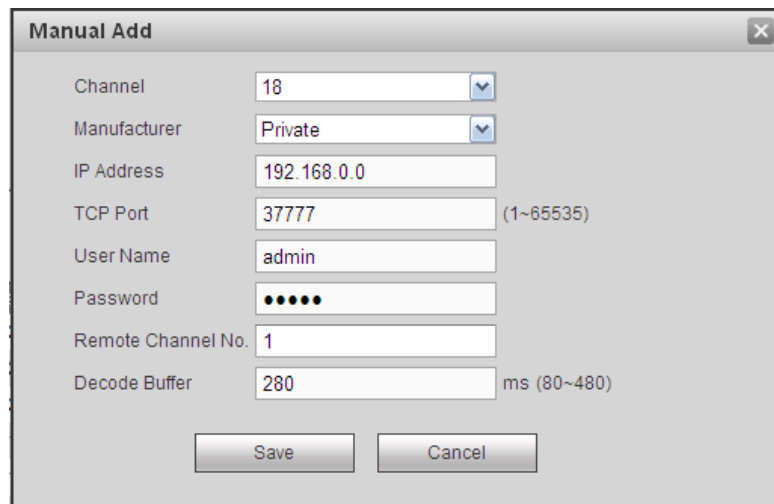 Manual Add
Channel 18
Manufacturer Private
IP Address 192.168.0.0
TCP Port 37777 (1~65535)
User Name admin
Password •••••
Remote Channel No. 1
Decode Buffer 280 ms (80~480)
Save Cancel